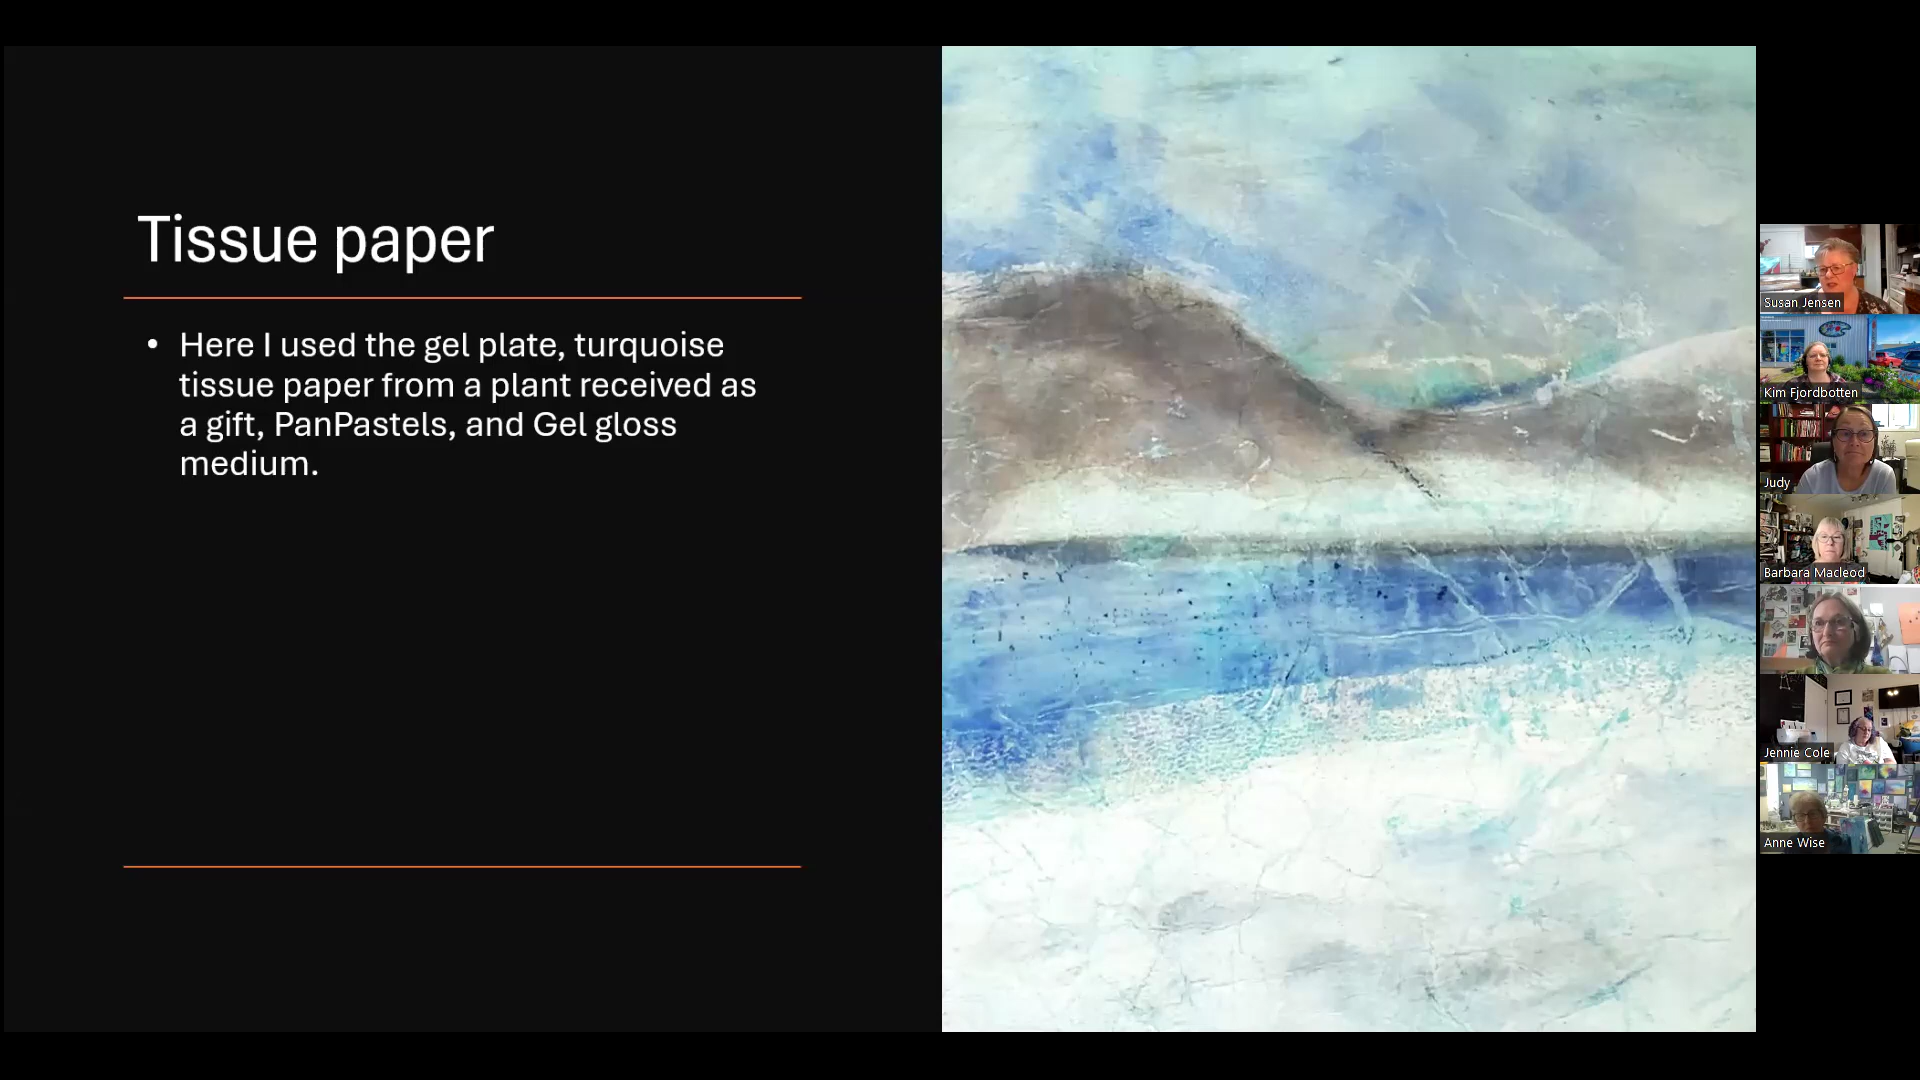 Tissue paper
• Here I used the gel plate, turquoise
tissue paper from a plant received as
a gift, PanPastels, and Gel gloss
medium.
Susan Jensen
Kim Fjordbotten
Judy
Barbara Macleod
Jennie Cole
Anne Wise